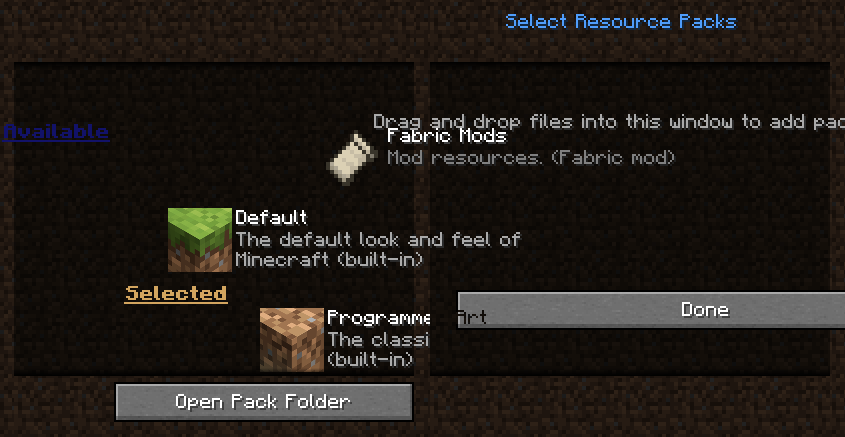 Select Resource Packs
Drag and drop files into this window to add pac
Available
Fabric Mods
Mod resources. (Fabric mod)
Default
The default look and feel of
Minecraft (built-in)
Selected
Programme Art
The classi
(built-in)
Done
Open Pack Folder